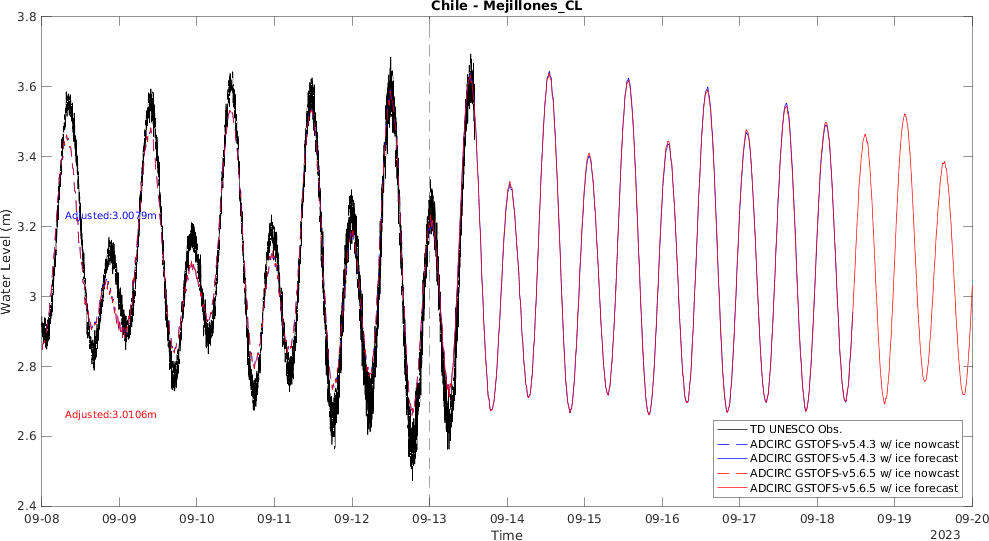 Chile - Mejillones_CL
3.8
3.6
3.4
3.2
3
2.8
2.6
2.4
Water Level (m)
Adjusted:3.0079m
Adjusted:3.0106m
TD UNESCO Obs.
ADCIRC GSTOFS-v5.4.3 w/ ice nowcast
ADCIRC GSTOFS-v5.4.3 w/ ice forecast
ADCIRC GSTOFS-v5.6.5 w/ ice nowcast
ADCIRC GSTOFS-v5.6.5 w/ ice forecast
09-08 09-09 09-10 09-11 09-12 09-13 09-14 09-15 09-16 09-17 09-18 09-19 09-20
Time
2023